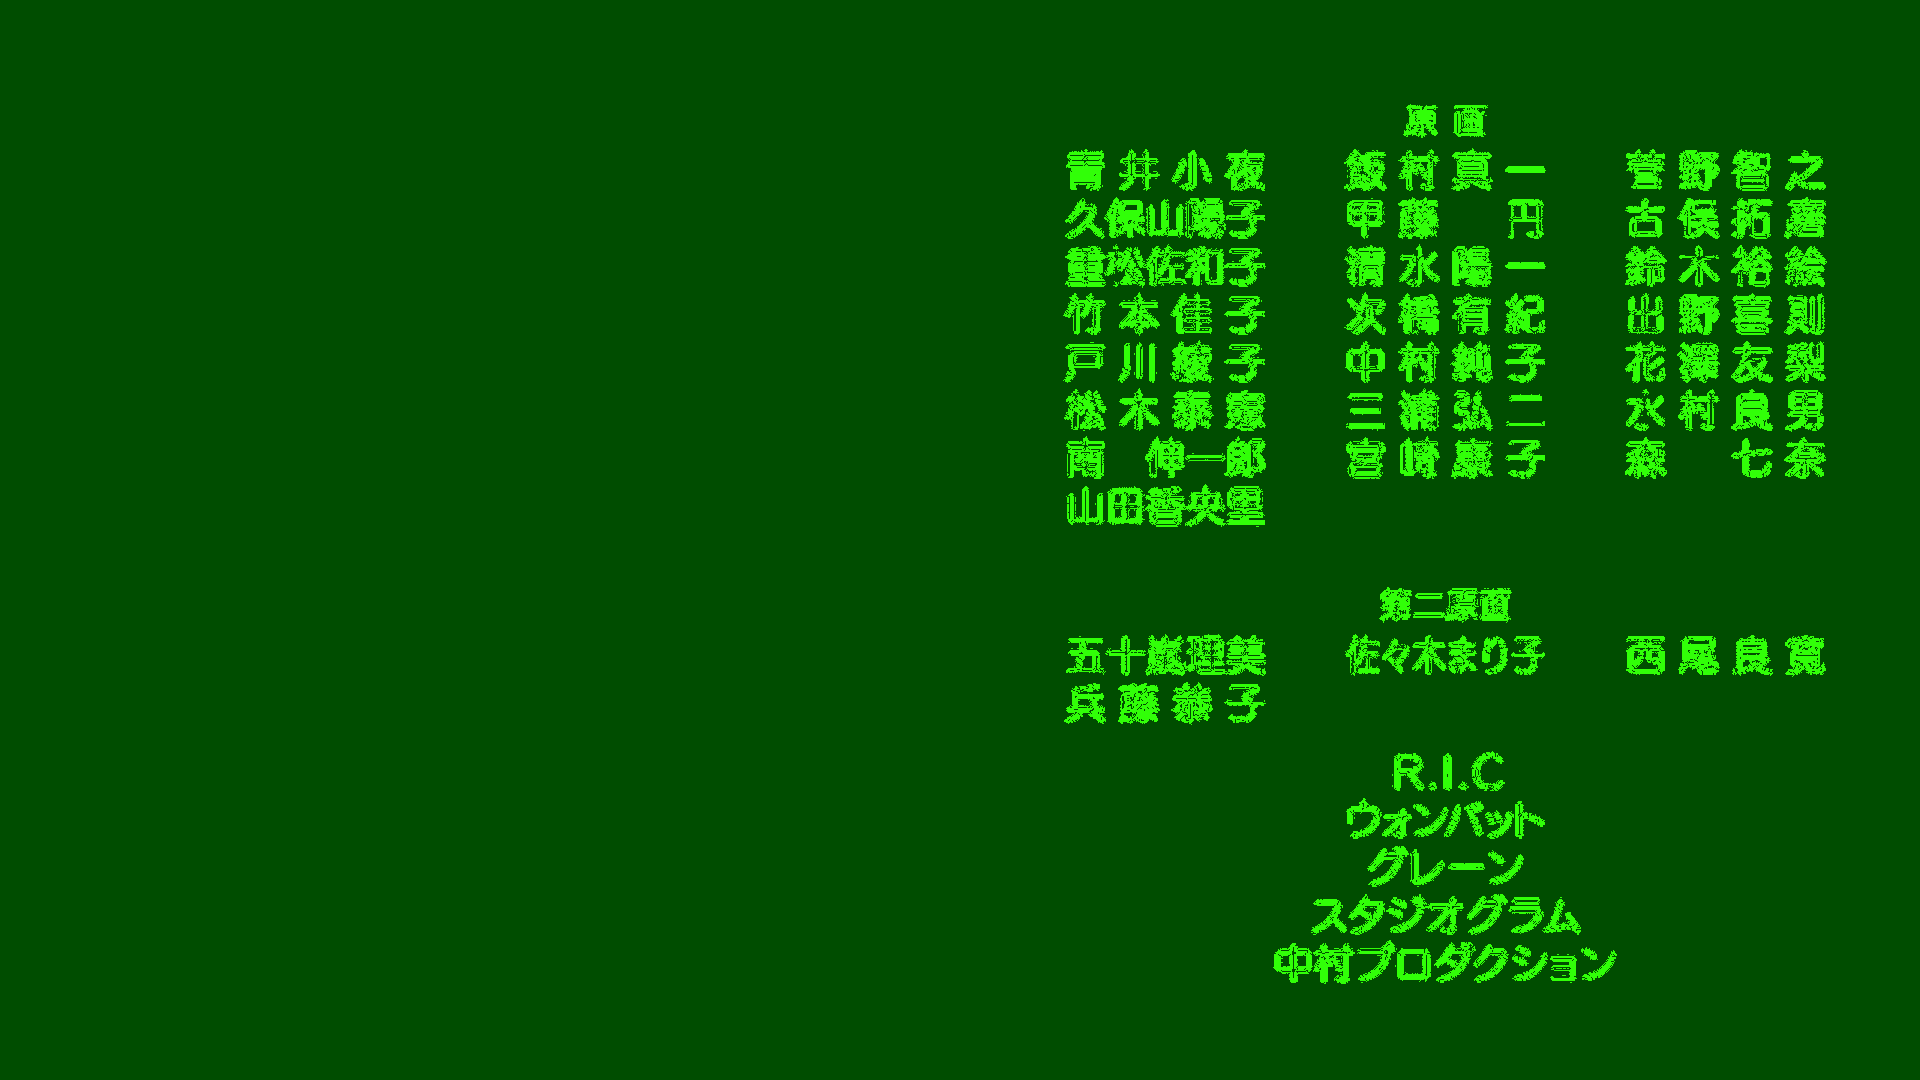 原画
青井小夜 飯村真一 菅野智之
久保山陽子 甲藤 円 古俣拓磨
重松佐和子 清水陽一 鈴木裕絵
竹本佳子 次橋有紀 出野喜則
戸川綾子 中村純子 花澤友梨
松木泰憲 三浦弘二 水村良男
南 伸一郎 宮崎康子 森 七奈
山田智央里
第二原画
五十嵐理美 佐々木まり子 西尾良寛
兵藤恭子
R.I.C
ウォンバット
グレーン
スタジオグラム
中村プロダクション